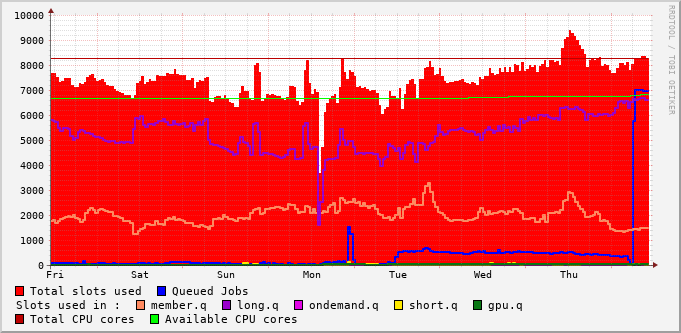 10000
9000
8000
7000
6000
5000
4000
3000
2000
1000
0
Fri Sat Sun Mon Tue Wed Thu
Total slots used Queued Jobs
Slots used in : member.q long.q ondemand.q short.q gpu.q
Total CPU cores Available CPU cores
RRDTOOL / TOBI OETIKER